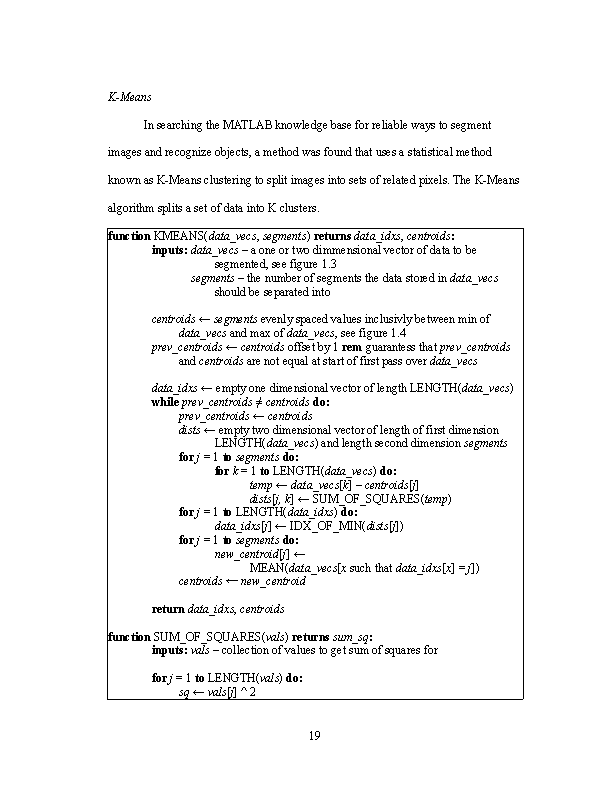 K-Means
In searching the MATLAB knowledge base for reliable ways to segment
images and recognize objects, a method was found that uses a statistical method
known as K-Means clustering to split images into sets of related pixels. The K-Means
algorithm splits a set of data into K clusters.
function KMEANS(data_vecs, segments) returns data_idxs, centroids:
inputs: data_vecs – a one or two dimmensional vector of data to be
segmented, see figure 1.3
segments – the number of segments the data stored in data_vecs
should be separated into
centroids ← segments evenly spaced values inclusivly between min of
data_vecs and max of data_vecs, see figure 1.4
prev_centroids ← centroids offset by 1 rem guarantess that prev_centroids
and centroids are not equal at start of first pass over data_vecs
data_idxs ← empty one dimensional vector of length LENGTH(data_vecs)
while prev_centroids ≠ centroids do:
prev_centroids ← centroids
dists ← empty two dimensional vector of length of first dimension
LENGTH(data_vecs) and length second dimension segments
for j = 1 to segments do:
for k = 1 to LENGTH(data_vecs) do:
temp ← data_vecs[k] – centroids[j]
dists[j, k] ← SUM_OF_SQUARES(temp)
for j = 1 to LENGTH(data_idxs) do:
data_idxs[j] ← IDX_OF_MIN(dists[j])
for j = 1 to segments do:
new_centroid[j] ←
MEAN(data_vecs[x such that data_idxs[x] = j])
centroids ← new_centroid
return data_idxs, centroids
function SUM_OF_SQUARES(vals) returns sum_sq:
inputs: vals – collection of values to get sum of squares for
for j = 1 to LENGTH(vals) do:
sq ← vals[j] ^ 2
19